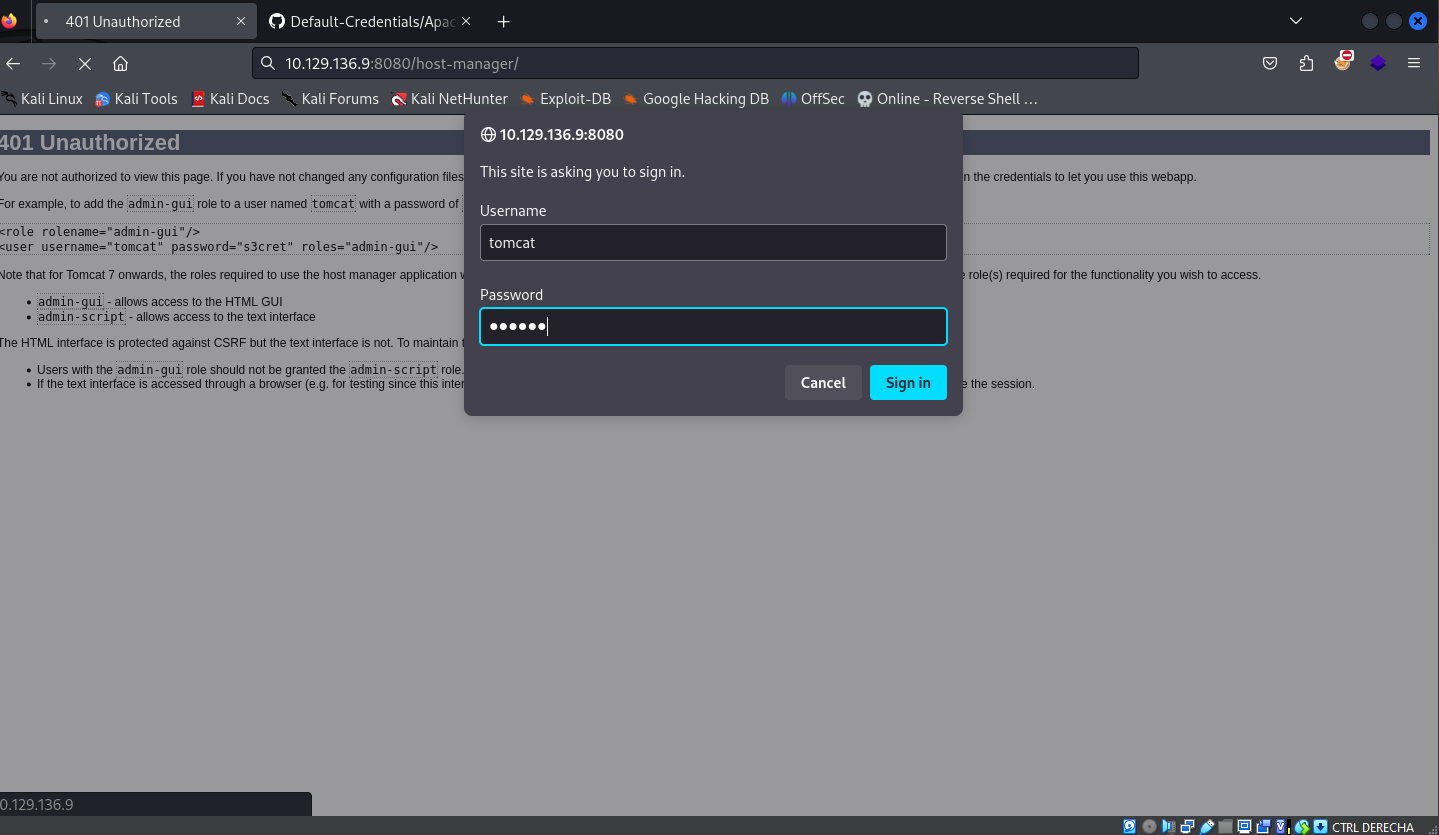 401 Unauthorized
Default-Credentials/Apac
10.129.136.9:8080/host-manager/
Kali Linux Kali Tools Kali Docs Kali Forums Kali NetHunter Exploit-DB Google Hacking DB OffSec Online - Reverse Shell …
401 Unauthorized
You are not authorized to view this page. If you have not changed any configuration files
n the credentials to let you use this webapp.
For example, to add the admin-gui role to a user named tomcat with a password of
<role rolename="admin-gui"/>
<user username="tomcat" password="s3cret" roles="admin-gui"/>
Note that for Tomcat 7 onwards, the roles required to use the host manager application w
e role(s) required for the functionality you wish to access.
admin-gui - allows access to the HTML GUI
admin-script - allows access to the text interface
The HTML interface is protected against CSRF but the text interface is not. To maintain t
Users with the admin-gui role should not be granted the admin-script role.
If the text interface is accessed through a browser (e.g. for testing since this inter
e the session.
10.129.136.9:8080
This site is asking you to sign in.
Username
tomcat
Password
●●●●●●
Cancel Sign in
0.129.136.9
CTRL DERECHA